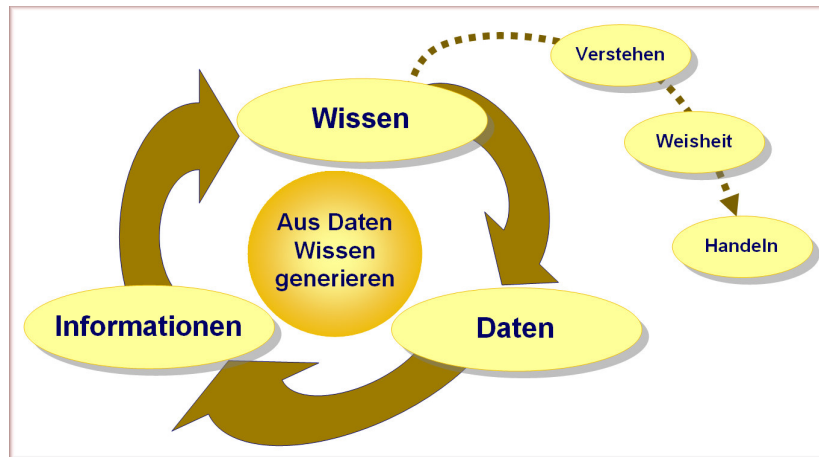 Verstehen
Wissen
Weisheit
Aus Daten
Wissen
generieren
Handeln
Informationen
Daten